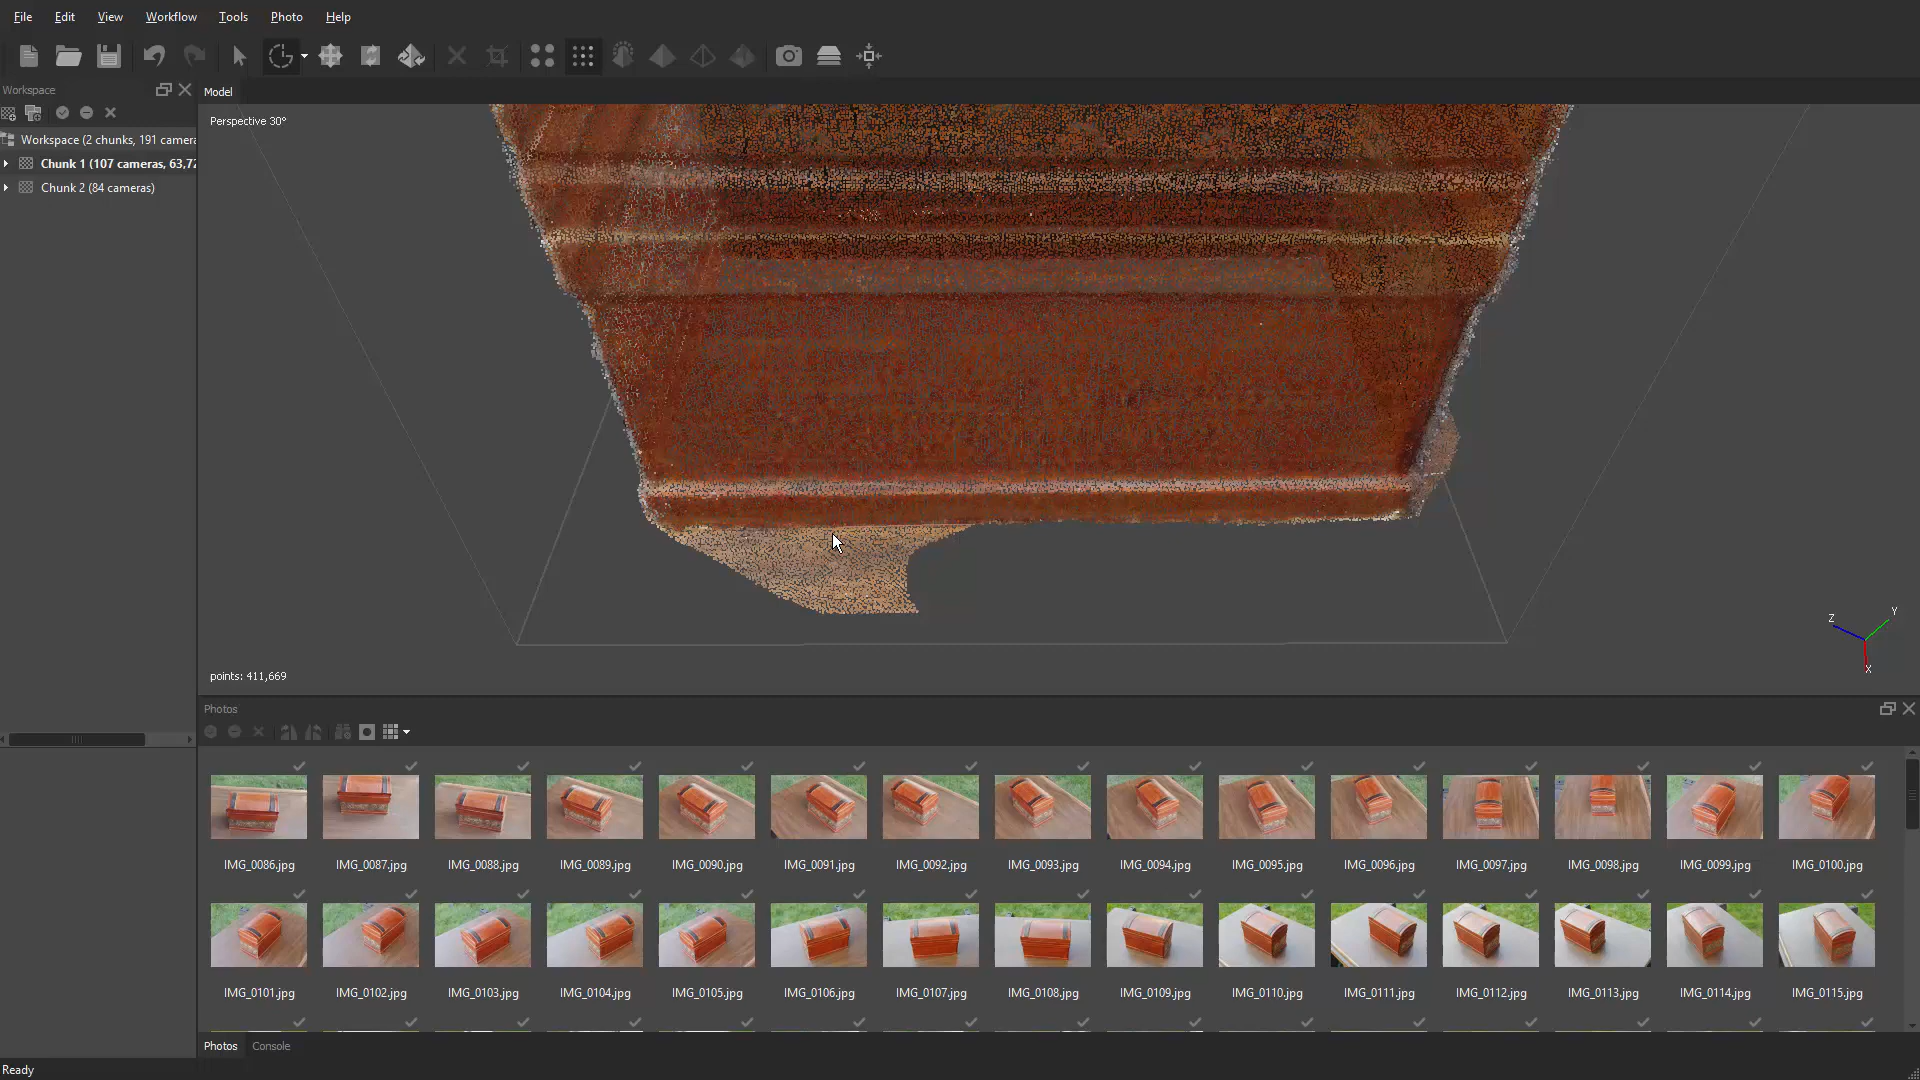 File Edit View Workflow Tools Photo Help
Workspace
Model
Perspective 30°
Workspace (2 chunks, 191 camera
Chunk 1 (107 cameras, 63,72
Chunk 2 (84 cameras)
Z Y
X
points: 411,669
Photos
IMG_0086.jpg IMG_0087.jpg IMG_0088.jpg IMG_0089.jpg IMG_0090.jpg IMG_0091.jpg IMG_0092.jpg IMG_0093.jpg IMG_0094.jpg IMG_0095.jpg IMG_0096.jpg IMG_0097.jpg IMG_0098.jpg IMG_0099.jpg IMG_0100.jpg
IMG_0101.jpg IMG_0102.jpg IMG_0103.jpg IMG_0104.jpg IMG_0105.jpg IMG_0106.jpg IMG_0107.jpg IMG_0108.jpg IMG_0109.jpg IMG_0110.jpg IMG_0111.jpg IMG_0112.jpg IMG_0113.jpg IMG_0114.jpg IMG_0115.jpg
Photos Console
Ready